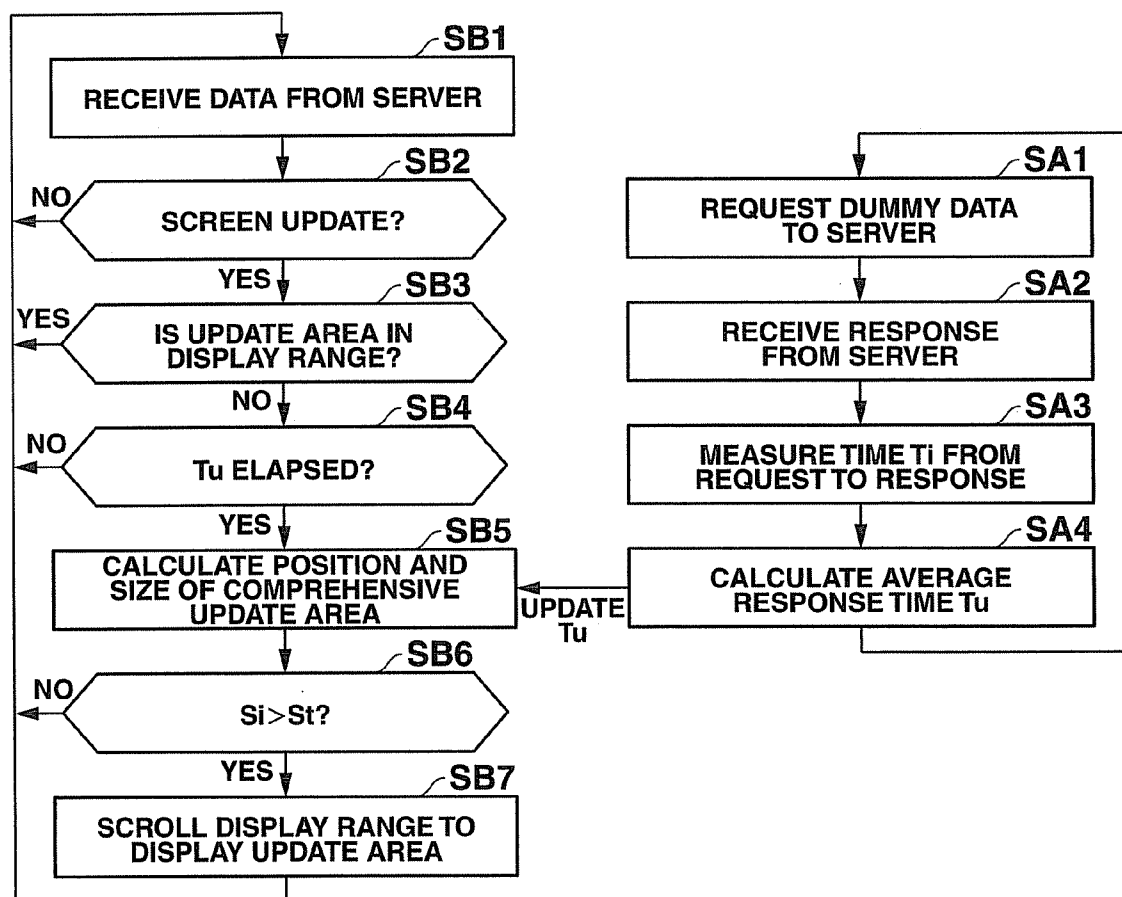 SB1
RECEIVE DATA FROM SERVER
SB2
NO
SCREEN UPDATE?
YES
SB3
YES
IS UPDATE AREA IN
DISPLAY RANGE?
NO
SB4
NO
Tu ELAPSED?
YES
SB5
CALCULATE POSITION AND
SIZE OF COMPREHENSIVE
UPDATE AREA
SB6
NO
Si>St?
YES
SB7
SCROLL DISPLAY RANGE TO
DISPLAY UPDATE AREA
SA1
REQUEST DUMMY DATA
TO SERVER
SA2
RECEIVE RESPONSE
FROM SERVER
SA3
MEASURE TIME Ti FROM
REQUEST TO RESPONSE
SA4
CALCULATE AVERAGE
RESPONSE TIME Tu
UPDATE
Tu